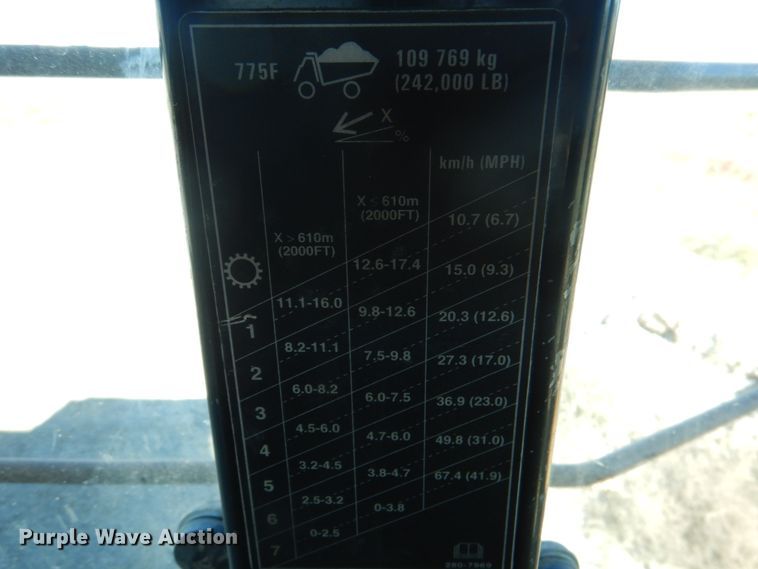 775F 109 769 kg
(242,000 LB)
X
%
km/h (MPH)
X < 610m
(2000FT)
X > 610m
(2000FT)
1 11.1-16.0 12.6-17.4 10.7 (6.7)
2 8.2-11.1 9.8-12.6 15.0 (9.3)
3 6.0-8.2 7.5-9.8 20.3 (12.6)
4 4.5-6.0 6.0-7.5 27.3 (17.0)
5 3.2-4.5 4.7-6.0 36.9 (23.0)
6 2.5-3.2 3.8-4.7 49.8 (31.0)
7 0-2.5 0-3.8 67.4 (41.9)
280-7969
Purple Wave Auction